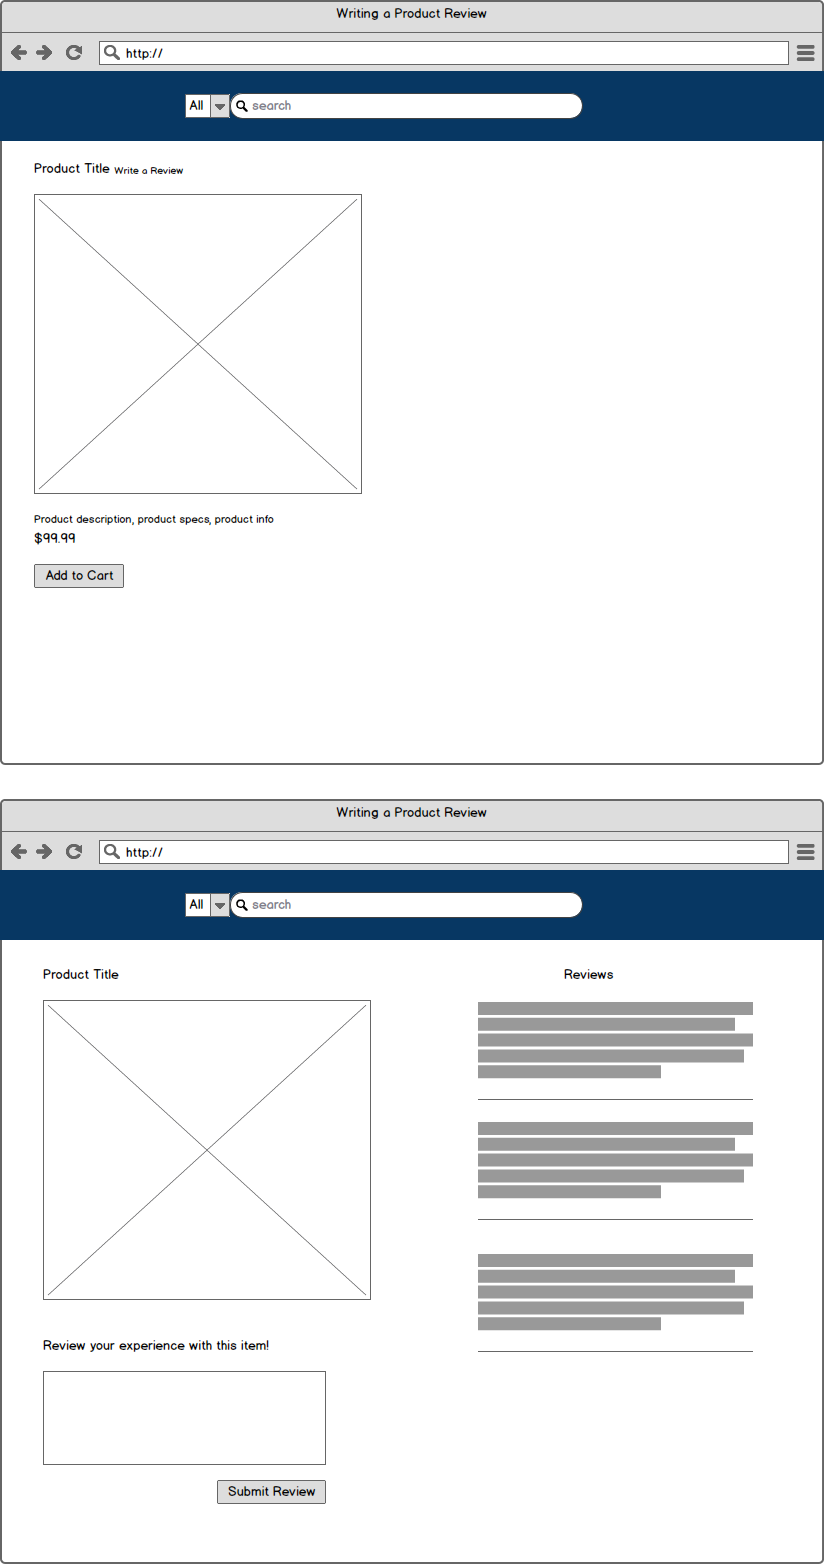 Writing a Product Review
http://
All search
Product Title Write a Review
Product description, product specs, product info
$99.99
Add to Cart
Writing a Product Review
http://
All search
Product Title
Reviews
Review your experience with this item!
Submit Review